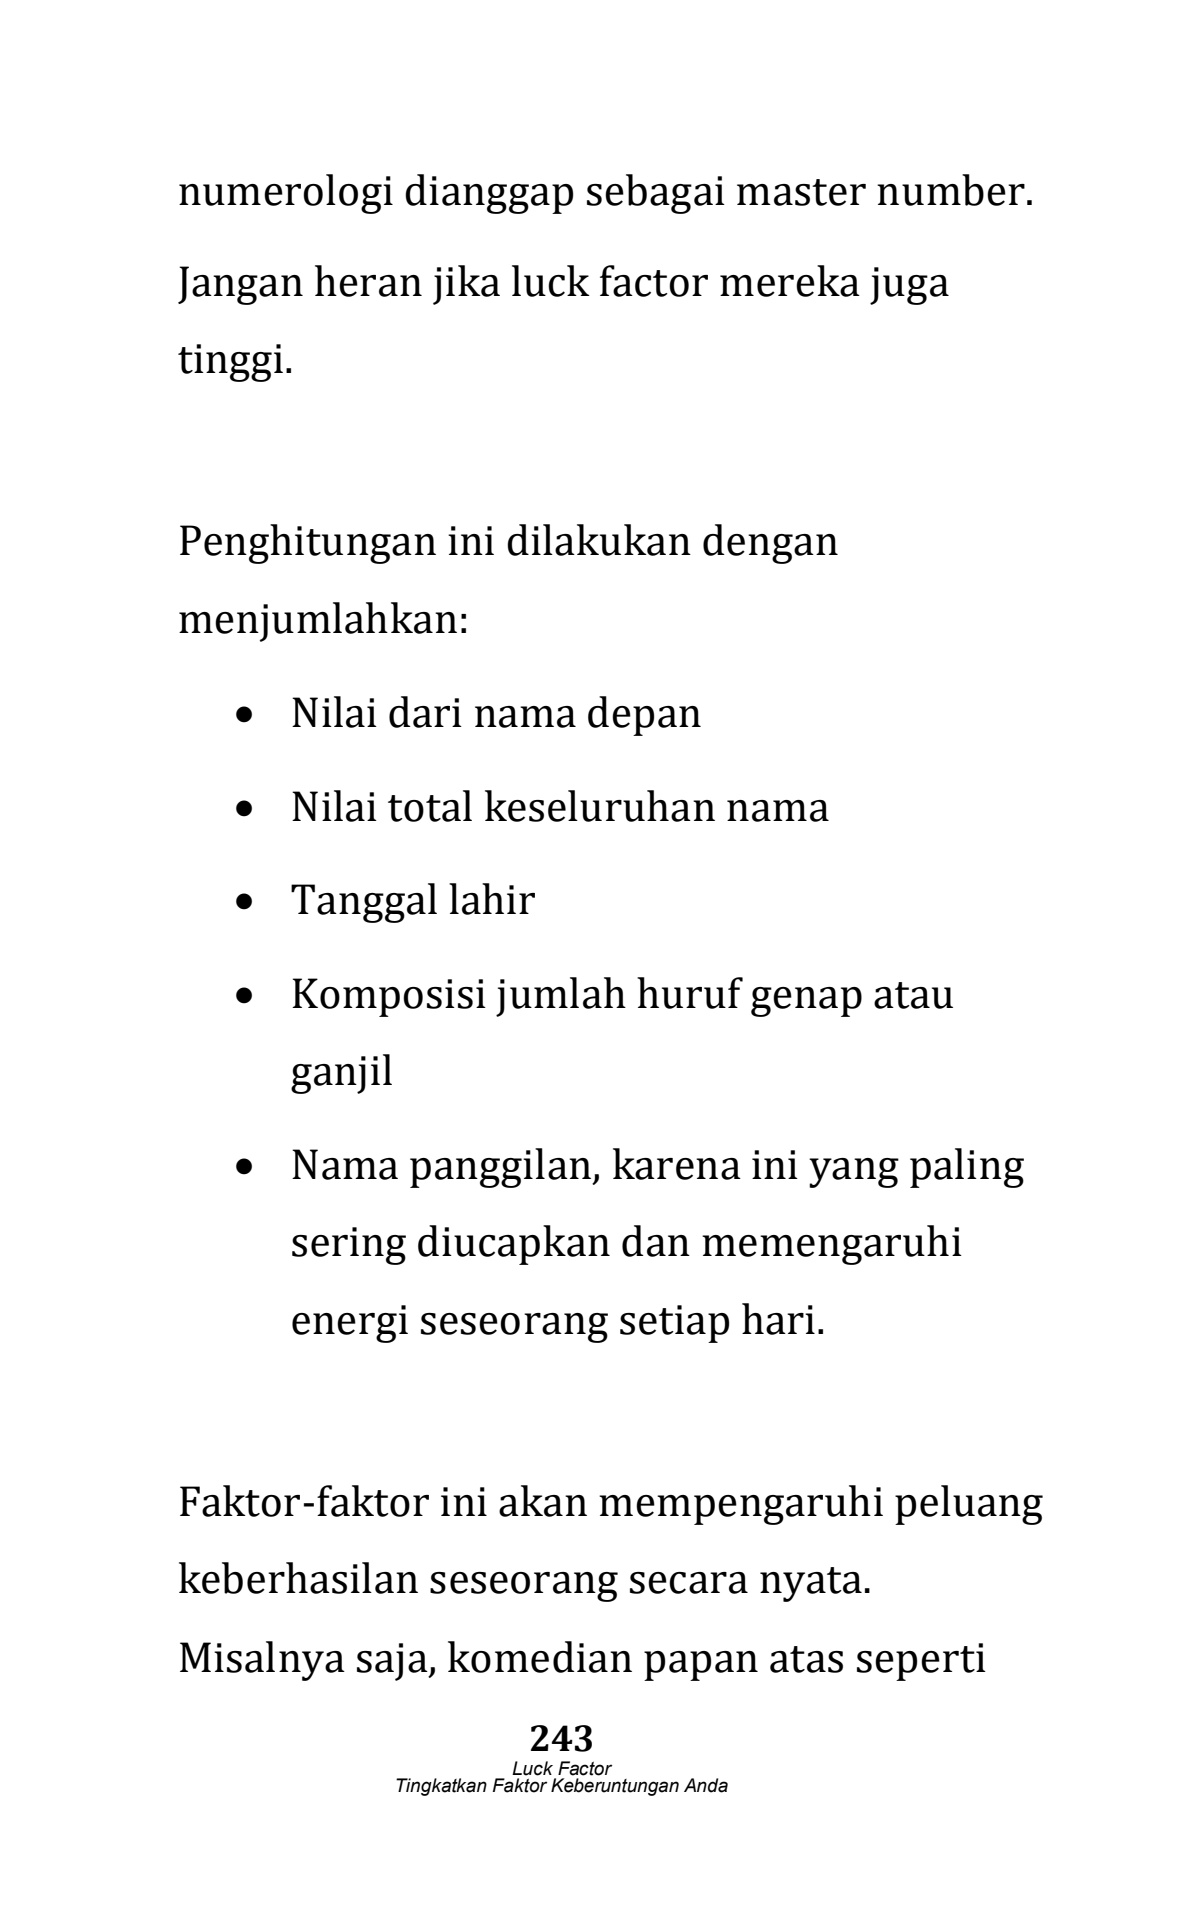 numerologi dianggap sebagai master number.
Jangan heran jika luck factor mereka juga
tinggi.
Penghitungan ini dilakukan dengan
menjumlahkan:
• Nilai dari nama depan
• Nilai total keseluruhan nama
• Tanggal lahir
• Komposisi jumlah huruf genap atau
ganjil
• Nama panggilan, karena ini yang paling
sering diucapkan dan memengaruhi
energi seseorang setiap hari.
Faktor-faktor ini akan mempengaruhi peluang
keberhasilan seseorang secara nyata.
Misalnya saja, komedian papan atas seperti
243
Luck Factor
Tingkatkan Faktor Keberuntungan Anda